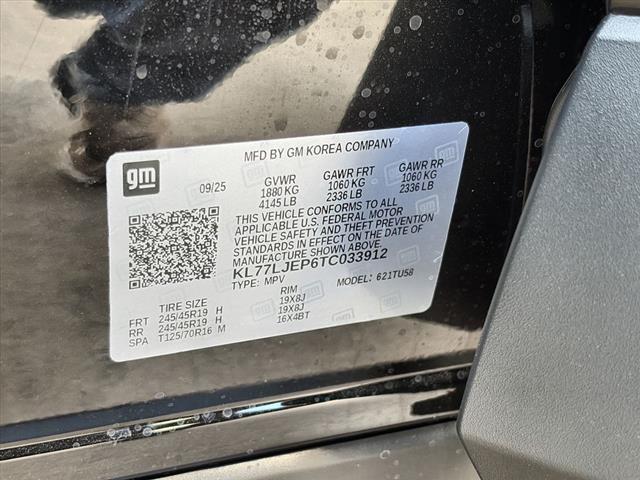 MFD BY GM KOREA COMPANY
gm
09/25
GVWR GAWR FRT GAWR RR
1880 KG 1060 KG 1060 KG
4145 LB 2336 LB 2336 LB
THIS VEHICLE CONFORMS TO ALL
APPLICABLE U.S. FEDERAL MOTOR
VEHICLE SAFETY AND THEFT PREVENTION
STANDARDS IN EFFECT ON THE DATE OF
MANUFACTURE SHOWN ABOVE.
KL77LJEP6TC033912
TYPE: MPV MODEL: 621TU58
TIRE SIZE RIM
FRT 245/45R19 H 19X8J
RR 245/45R19 H 19X8J
SPA T125/70R16 M 16X4BT